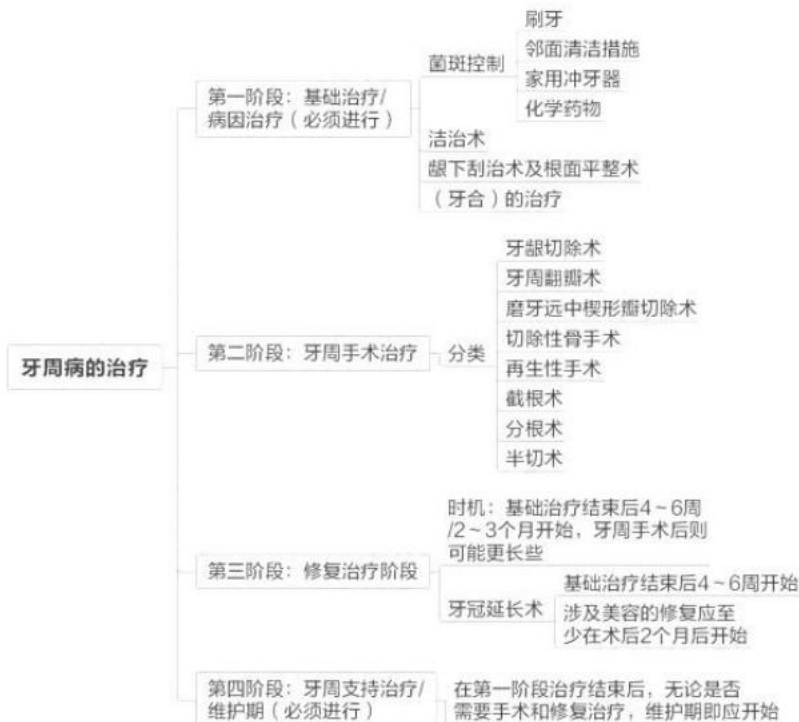 牙周病的治疗
第一阶段：基础治疗/
病因治疗（必须进行）
菌斑控制
刷牙
邻面清洁措施
家用冲牙器
化学药物
洁治术
龈下刮治术及根面平整术
（牙合）的治疗
第二阶段：牙周手术治疗
分类
牙龈切除术
牙周翻瓣术
磨牙远中楔形瓣切除术
切除性骨手术
再生性手术
截根术
分根术
半切术
第三阶段：修复治疗阶段
时机：基础治疗结束后4~6周
/2~3个月开始，牙周手术后则
可能更长些
牙冠延长术
基础治疗结束后4~6周开始
涉及美容的修复应至
少在术后2个月后开始
第四阶段：牙周支持治疗/
维护期（必须进行）
在第一阶段治疗结束后，无论是否
需要手术和修复治疗，维护期即应开始